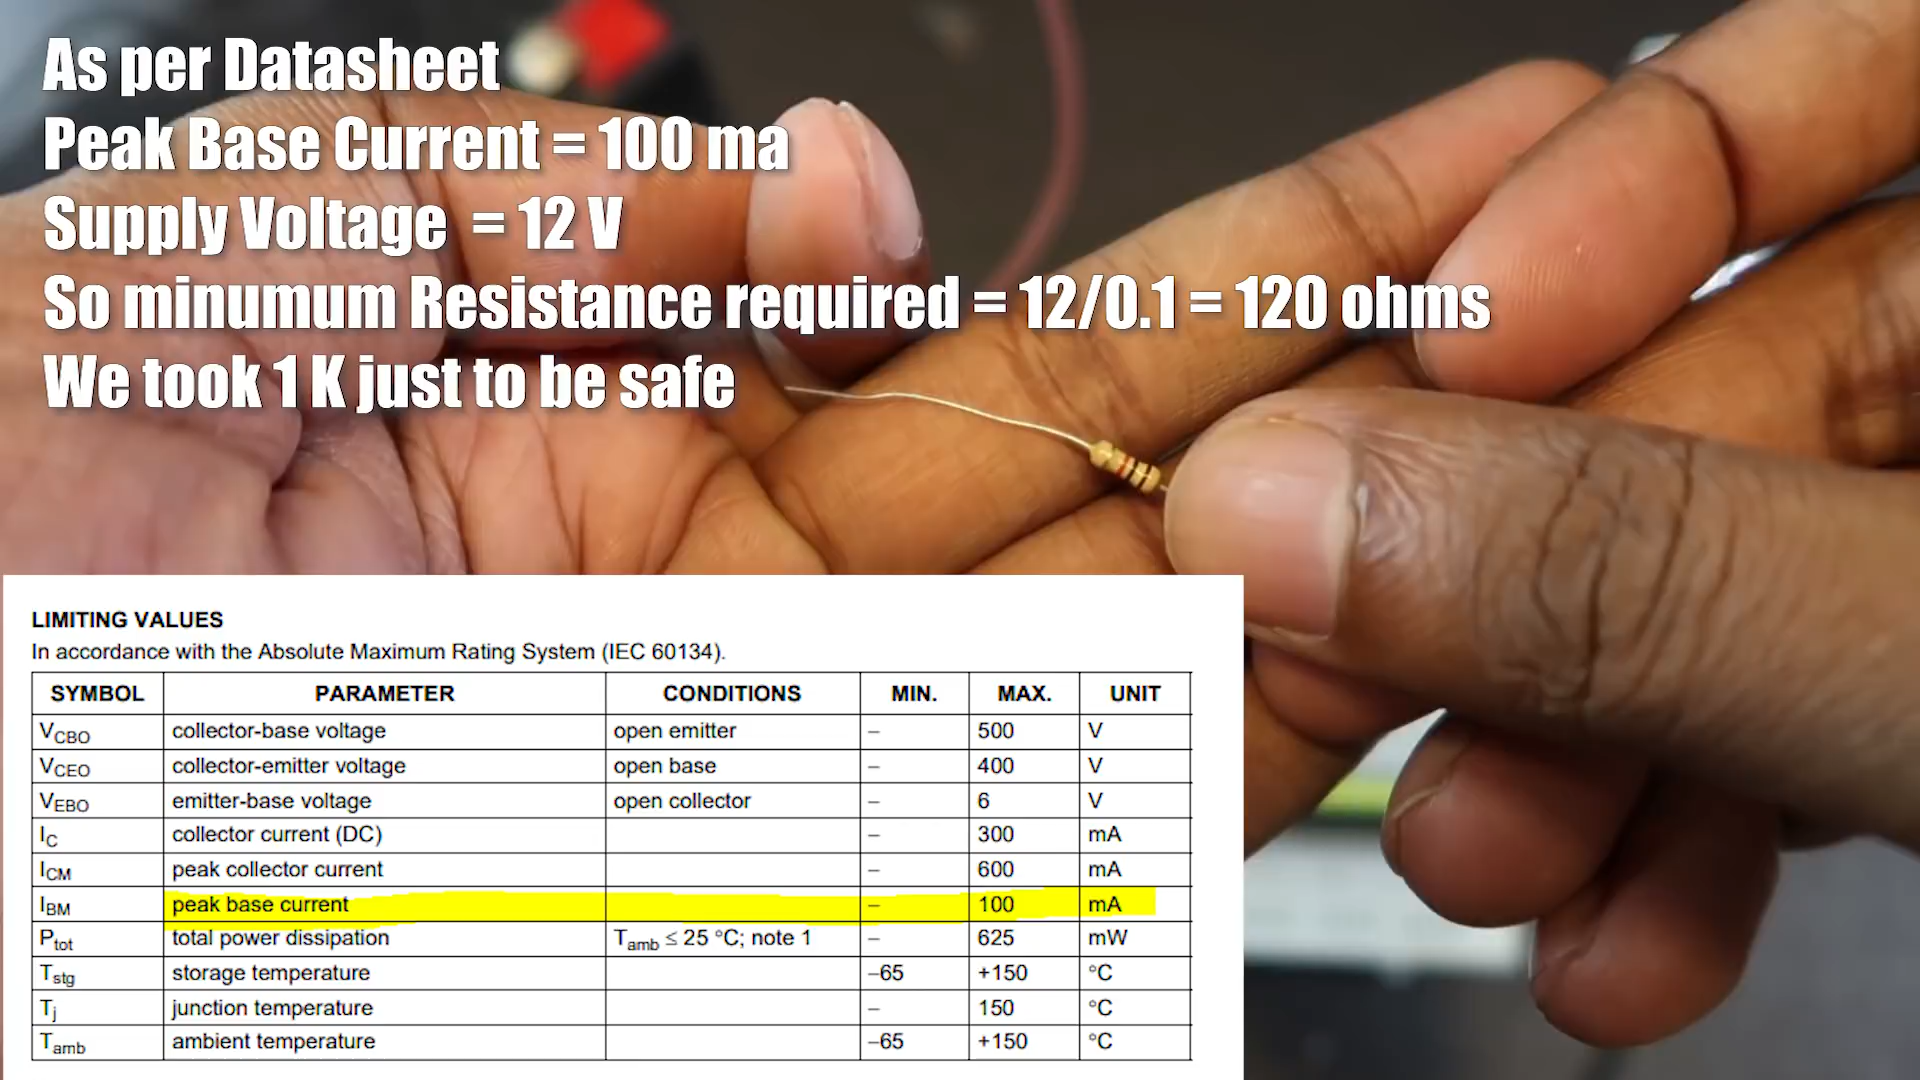 As per Datasheet
Peak Base Current = 100 ma
Supply Voltage = 12 V
So minumum Resistance required = 12/0.1 = 120 ohms
We took 1 K just to be safe
LIMITING VALUES
In accordance with the Absolute Maximum Rating System (IEC 60134).
SYMBOL PARAMETER CONDITIONS MIN. MAX. UNIT
VCBO collector-base voltage open emitter – 500 V
VCEO collector-emitter voltage open base – 400 V
VEBO emitter-base voltage open collector – 6 V
IC collector current (DC) – 300 mA
ICM peak collector current – 600 mA
IBM peak base current – 100 mA
Ptot total power dissipation Tamb ≤ 25 °C; note 1 – 625 mW
Tstg storage temperature –65 +150 °C
Tj junction temperature – 150 °C
Tamb ambient temperature –65 +150 °C